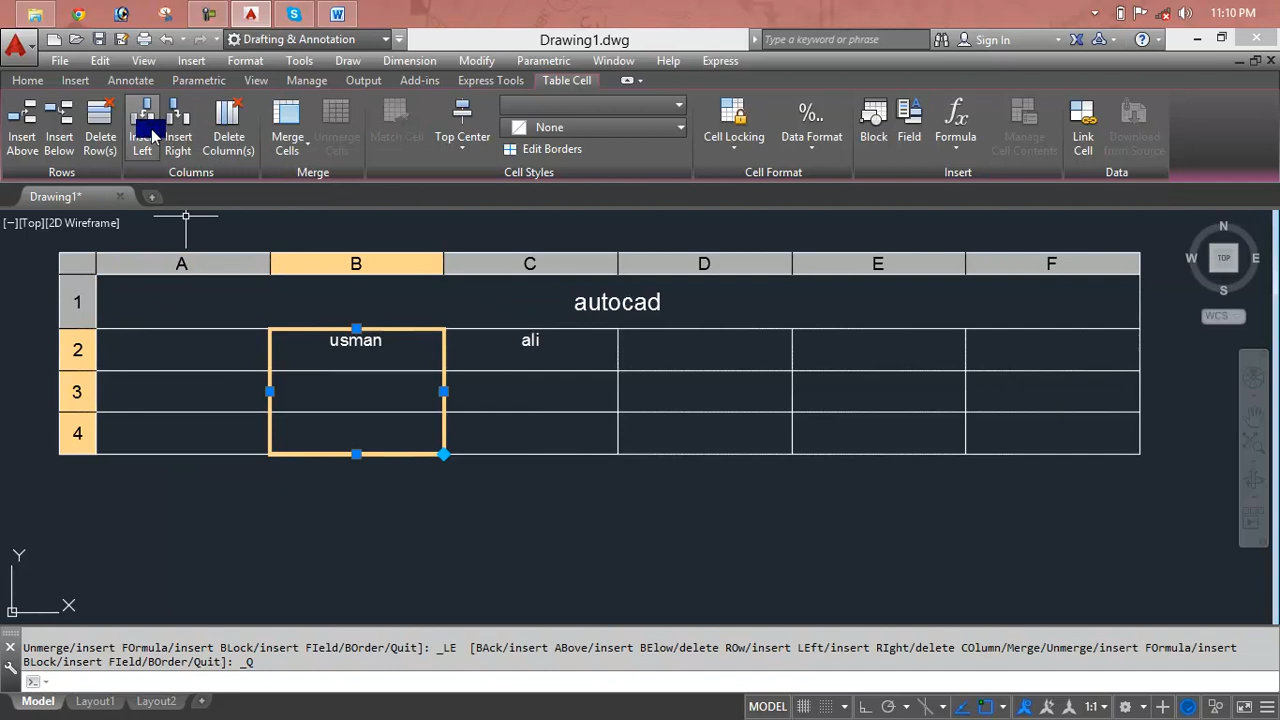 11:10 PM
Drafting & Annotation
Drawing1.dwg
Type a keyword or phrase
Sign In
File Edit View Insert Format Tools Draw Dimension Modify Parametric Window Help Express
Home Insert Annotate Parametric View Manage Output Add-ins Express Tools Table Cell
Insert Above
Insert Below
Delete Row(s)
Left
Insert Right
Delete Column(s)
Merge Cells
Unmerge Cells
Match Cell
Top Center
None
Edit Borders
Cell Locking
Data Format
Block
Field
Formula
Manage Cell Contents
Link Cell
Download from Source
Rows Columns Merge Cell Styles Cell Format Insert Data
Drawing1*
[−][Top][2D Wireframe]
N
W TOP E
S
WCS
A B C D E F
1 autocad
2 usman ali
3
4
Y
X
Unmerge/insert FOrmula/insert BLock/insert FIeld/BOrder/Quit]: _LE [BAck/insert ABove/insert BElow/delete ROw/insert LEft/insert RIght/delete COlumn/Merge/Unmerge/insert FOrmula/insert
BLock/insert FIeld/BOrder/Quit]: _Q
Model Layout1 Layout2
MODEL 1:1